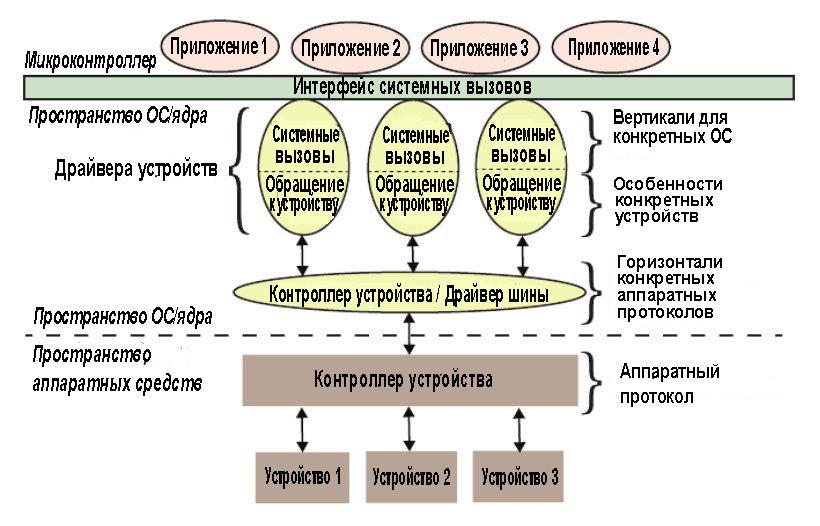 Приложение 1
Приложение 2
Приложение 3
Приложение 4
Микроконтроллер
Интерфейс системных вызовов
Пространство ОС/ядра
Драйвера устройств
Системные
вызовы
Обращение
к устройству
Системные
вызовы
Обращение
к устройству
Системные
вызовы
Обращение
к устройству
Вертикали для
конкретных ОС
Особенности
конкретных
устройств
Контроллер устройства / Драйвер шины
Горизонтали
конкретных
аппаратных
протоколов
Пространство ОС/ядра
Пространство
аппаратных средств
Контроллер устройства
Аппаратный
протокол
Устройство 1
Устройство 2
Устройство 3